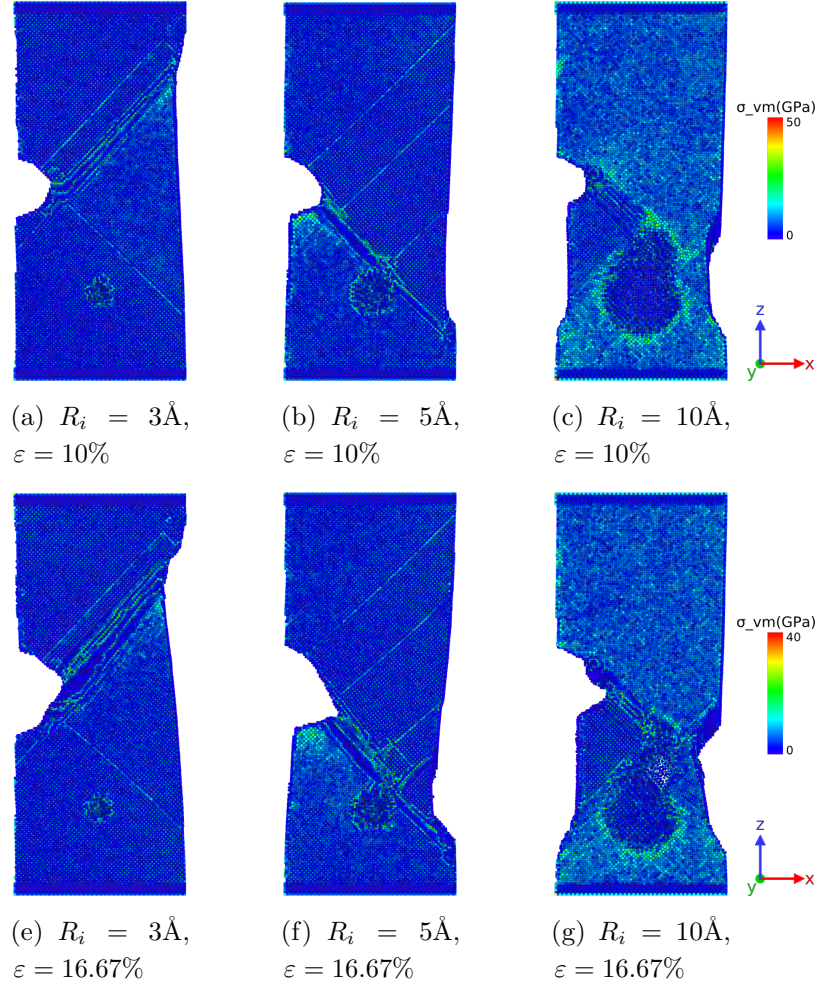 σ_vm(GPa)
50
0
z
y
x
(a) R_i = 3Å,
ε = 10%
(b) R_i = 5Å,
ε = 10%
(c) R_i = 10Å,
ε = 10%
σ_vm(GPa)
40
0
z
y
x
(e) R_i = 3Å,
ε = 16.67%
(f) R_i = 5Å,
ε = 16.67%
(g) R_i = 10Å,
ε = 16.67%